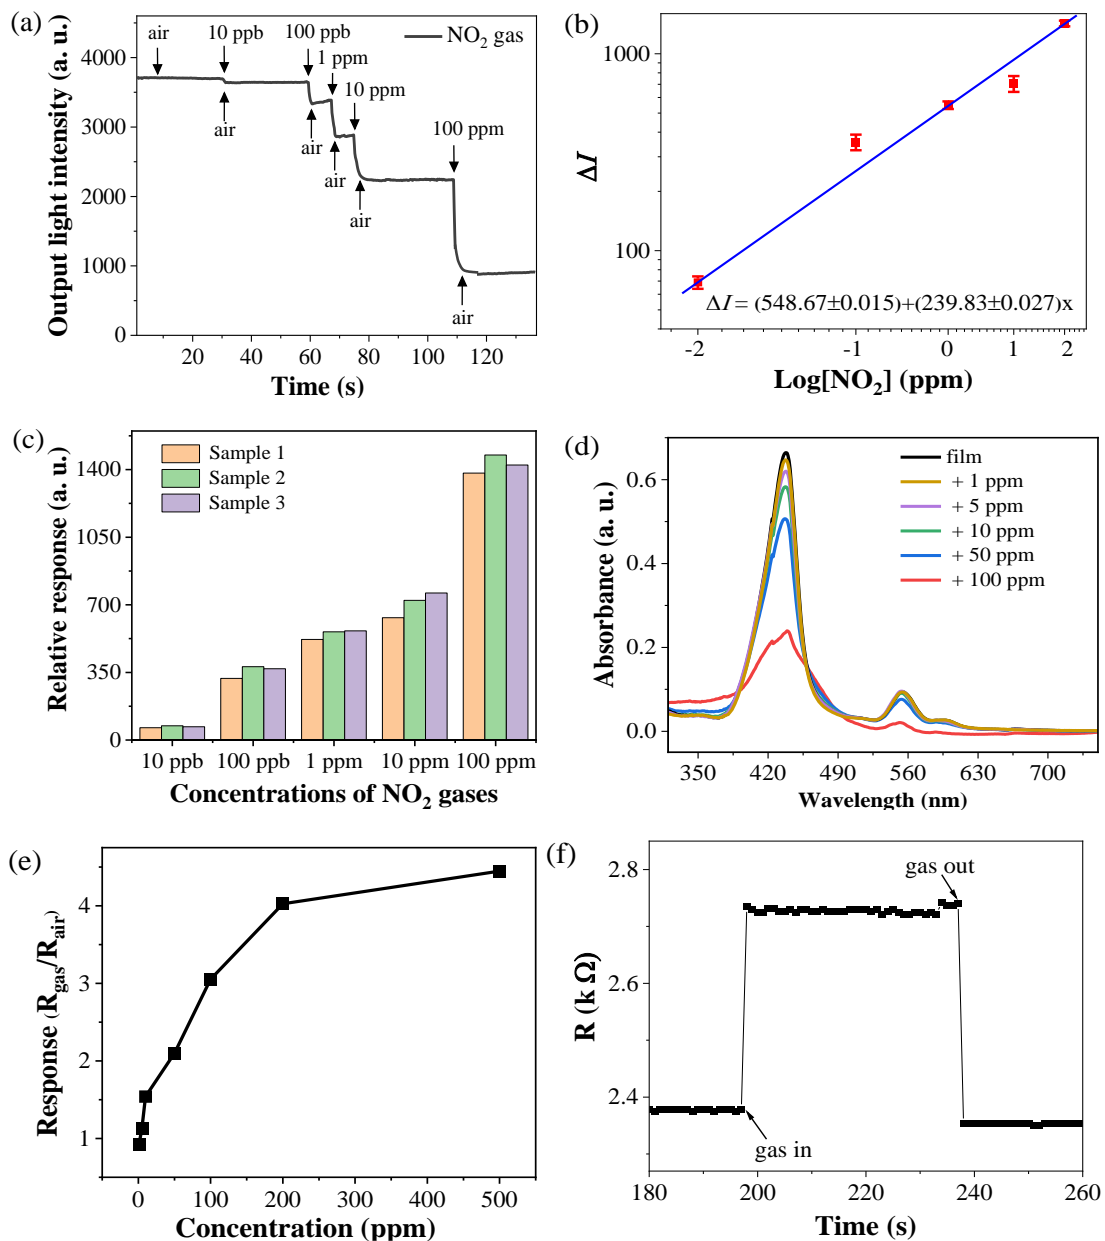 (a)
Output light intensity (a. u.)
4000
3000
2000
1000
0
air
10 ppb
100 ppb
1 ppm
10 ppm
100 ppm
NO₂ gas
air
air
air
air
air
20 40 60 80 100 120
Time (s)
(b)
ΔI
1000
100
ΔI = (548.67±0.015)+(239.83±0.027)x
-2 -1 0 1 2
Log[NO₂] (ppm)
(c)
Relative response (a. u.)
1400
1050
700
350
0
Sample 1
Sample 2
Sample 3
10 ppb 100 ppb 1 ppm 10 ppm 100 ppm
Concentrations of NO₂ gases
(d)
Absorbance (a. u.)
0.6
0.4
0.2
0.0
film
+ 1 ppm
+ 5 ppm
+ 10 ppm
+ 50 ppm
+ 100 ppm
350 420 490 560 630 700
Wavelength (nm)
(e)
Response (R_gas/R_air)
4
3
2
1
0 100 200 300 400 500
Concentration (ppm)
(f)
R (k Ω)
2.8
2.6
2.4
gas out
gas in
180 200 220 240 260
Time (s)